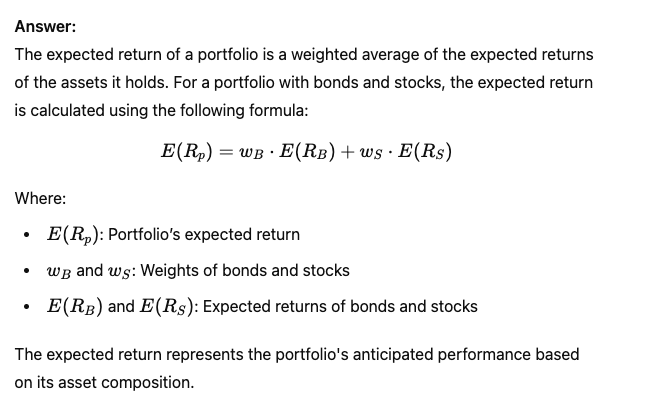 Answer:
The expected return of a portfolio is a weighted average of the expected returns
of the assets it holds. For a portfolio with bonds and stocks, the expected return
is calculated using the following formula:
E(R_p) = w_B · E(R_B) + w_S · E(R_S)
Where:
• E(R_p): Portfolio’s expected return
• w_B and w_S: Weights of bonds and stocks
• E(R_B) and E(R_S): Expected returns of bonds and stocks
The expected return represents the portfolio's anticipated performance based
on its asset composition.